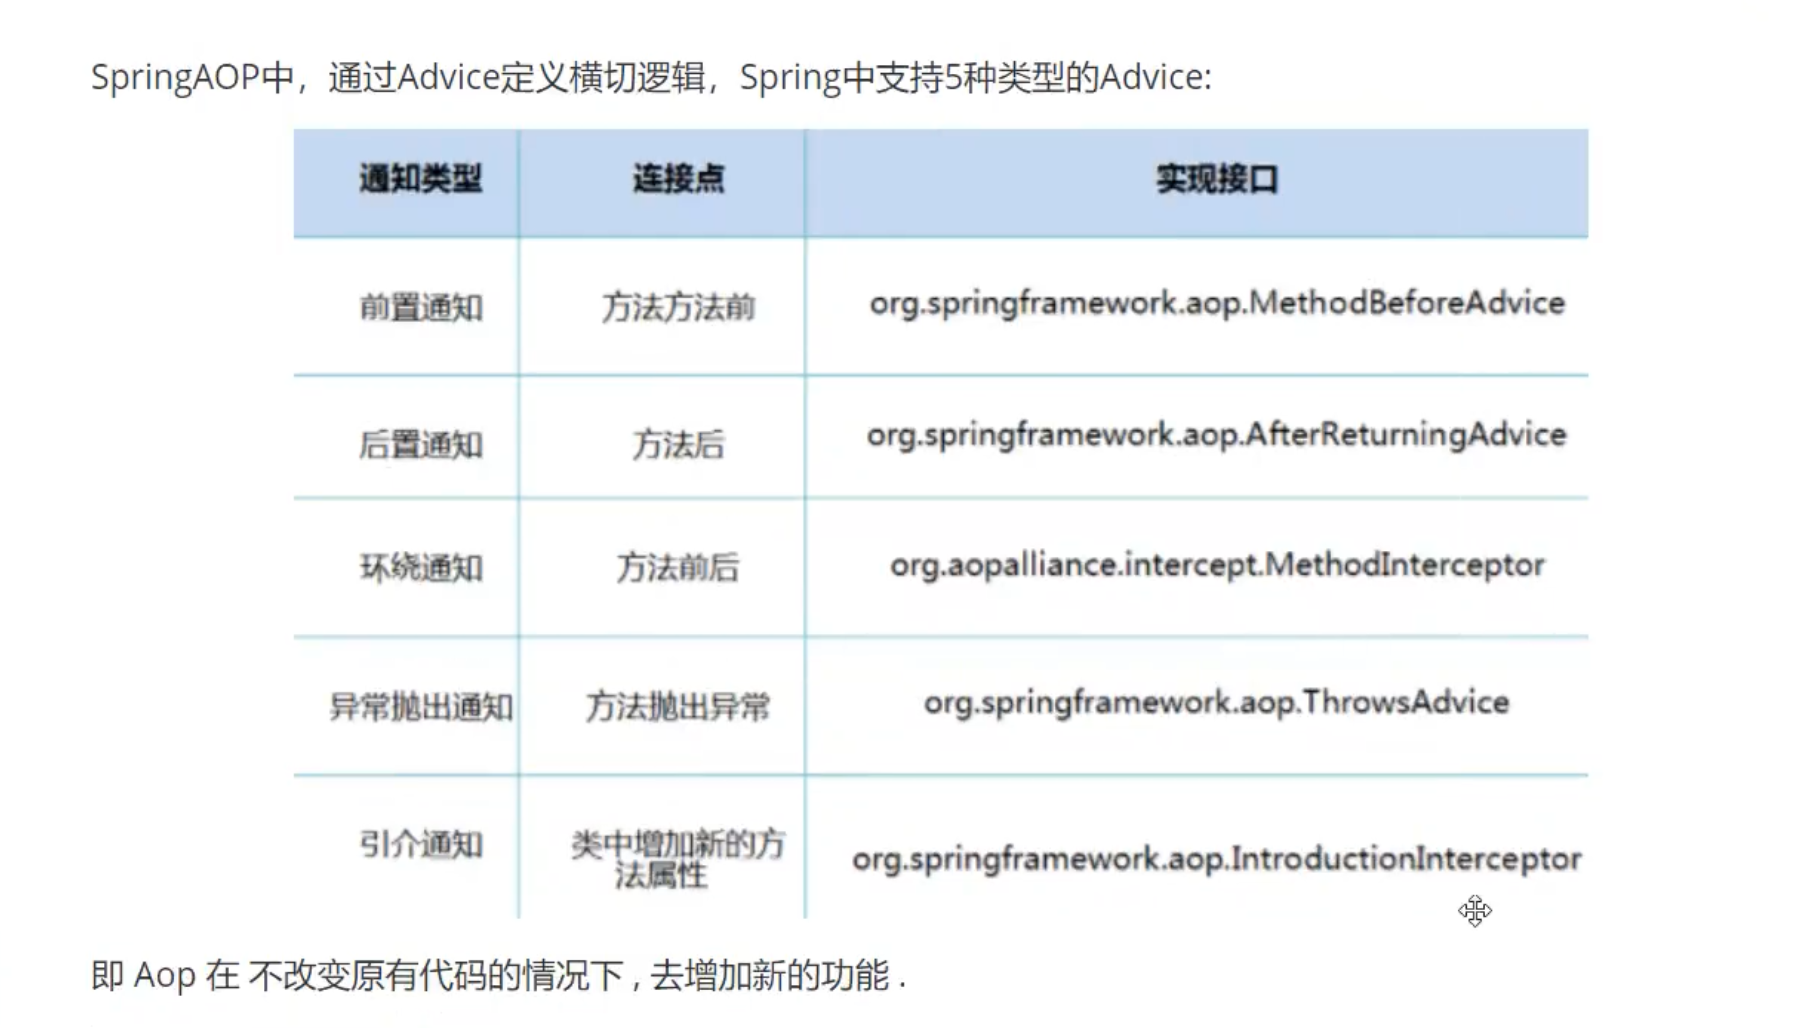 SpringAOP中，通过Advice定义横切逻辑，Spring中支持5种类型的Advice:
通知类型 连接点 实现接口
前置通知 方法方法前 org.springframework.aop.MethodBeforeAdvice
后置通知 方法后 org.springframework.aop.AfterReturningAdvice
环绕通知 方法前后 org.aopalliance.intercept.MethodInterceptor
异常抛出通知 方法抛出异常 org.springframework.aop.ThrowsAdvice
引介通知 类中增加新的方
法属性 org.springframework.aop.IntroductionInterceptor
即 Aop 在 不改变原有代码的情况下 , 去增加新的功能 .